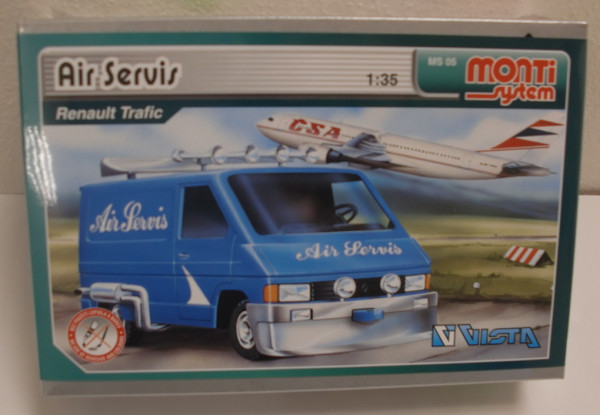 Air Servis
1:35
MS 05
MONTI
system
Renault Trafic
CSA
Air Servis
Air Servis
VISTA